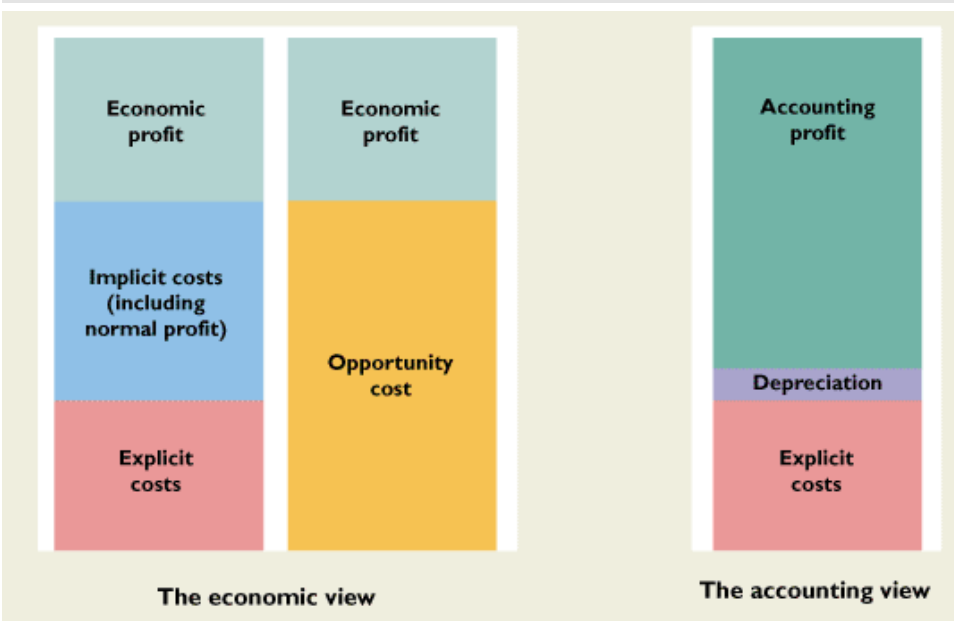 Economic
profit
Implicit costs
(including
normal profit)
Explicit
costs
Economic
profit
Opportunity
cost
The economic view
Accounting
profit
Depreciation
Explicit
costs
The accounting view